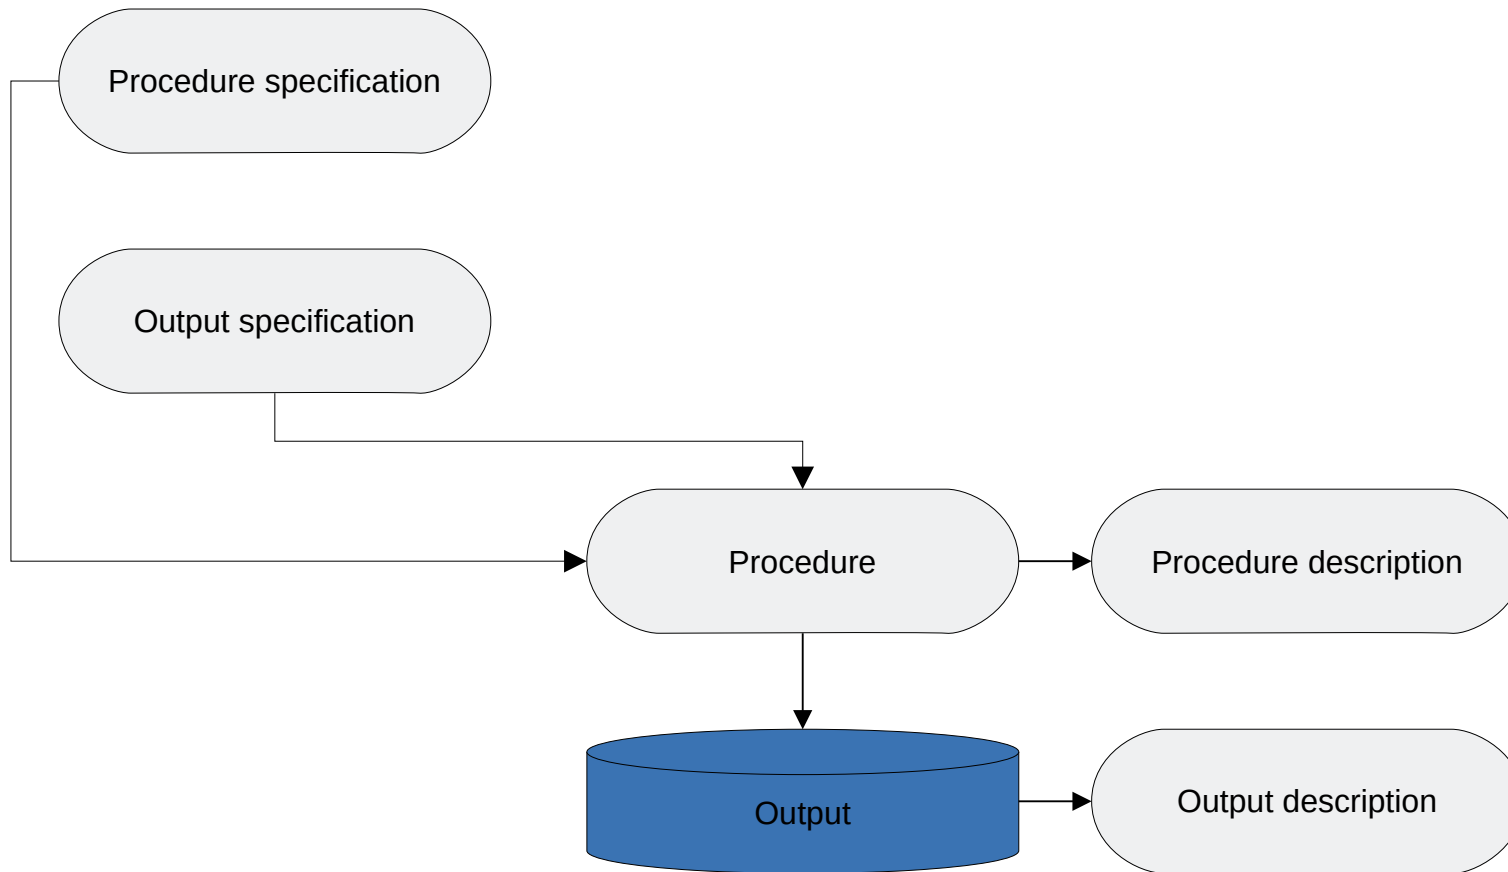 Procedure specification
Output specification
Procedure
Procedure description
Output
Output description